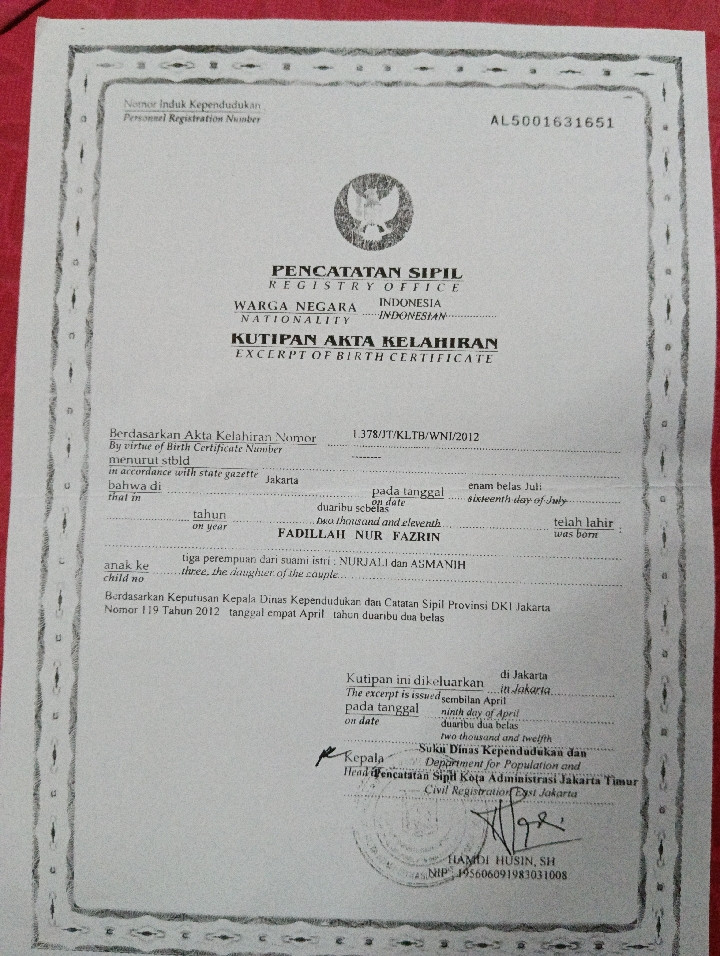 Nomor Induk Kependudukan
Personnel Registration Number
AL5001631651
PENCATATAN SIPIL
REGISTRY OFFICE
WARGA NEGARA INDONESIA
NATIONALITY INDONESIAN
KUTIPAN AKTA KELAHIRAN
EXCERPT OF BIRTH CERTIFICATE
Berdasarkan Akta Kelahiran Nomor 1.378/JT/KLTB/WNI/2012
By virtue of Birth Certificate Number
menurut stbld --------
in accordance with state gazette
bahwa di Jakarta pada tanggal enam belas Juli
that in on date sixteenth day of July
tahun duaribu sebelas telah lahir :
on year two thousand and eleventh was born
FADILLAH NUR FAZRIN
anak ke tiga perempuan dari suami istri : NURJALI dan ASMANIH
child no three, the daughter of the couple
Berdasarkan Keputusan Kepala Dinas Kependudukan dan Catatan Sipil Provinsi DKI Jakarta
Nomor 119 Tahun 2012 tanggal empat April tahun duaribu dua belas
Kutipan ini dikeluarkan di Jakarta
The excerpt is issued in Jakarta
pada tanggal sembilan April
on date ninth day of April
duaribu dua belas
two thousand and twelfth
Kepala Suku Dinas Kependudukan dan
Head Department for Population and
Pencatatan Sipil Kota Administrasi Jakarta Timur
Civil Registration East Jakarta
HAMDI HUSIN, SH
NIP. 195606091983031008